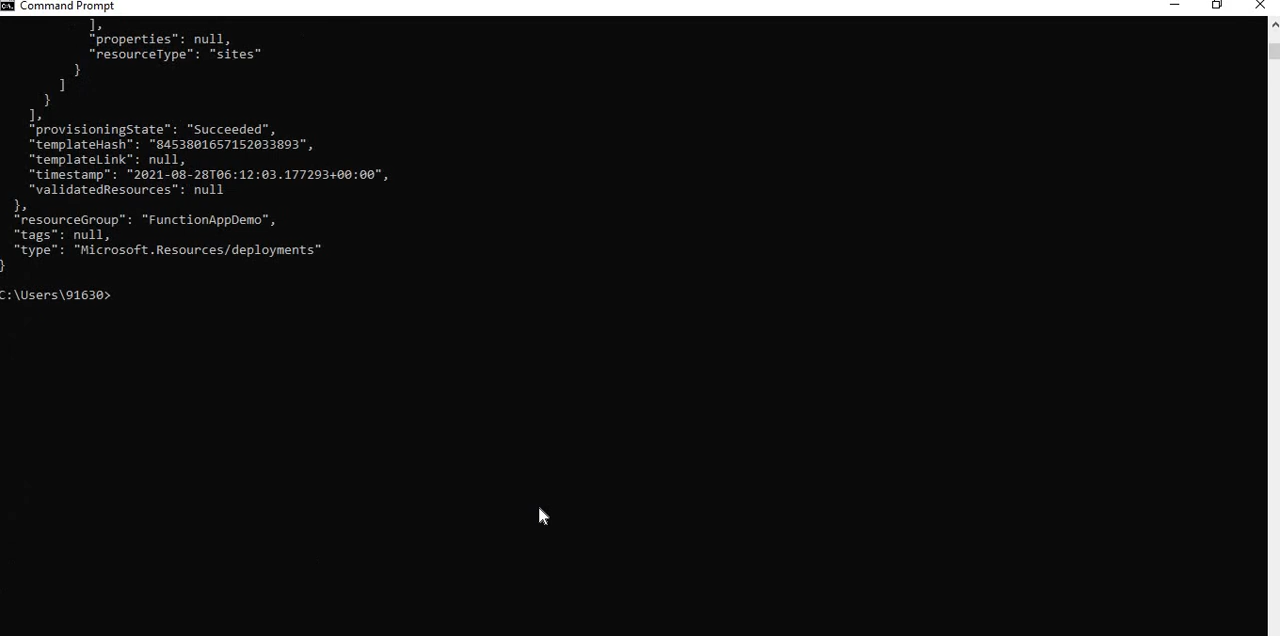 Command Prompt
],
"properties": null,
"resourceType": "sites"
}
]
}
],
"provisioningState": "Succeeded",
"templateHash": "8453801657152033893",
"templateLink": null,
"timestamp": "2021-08-28T06:12:03.177293+00:00",
"validatedResources": null
},
"resourceGroup": "FunctionAppDemo",
"tags": null,
"type": "Microsoft.Resources/deployments"
}
C:\Users\91630>